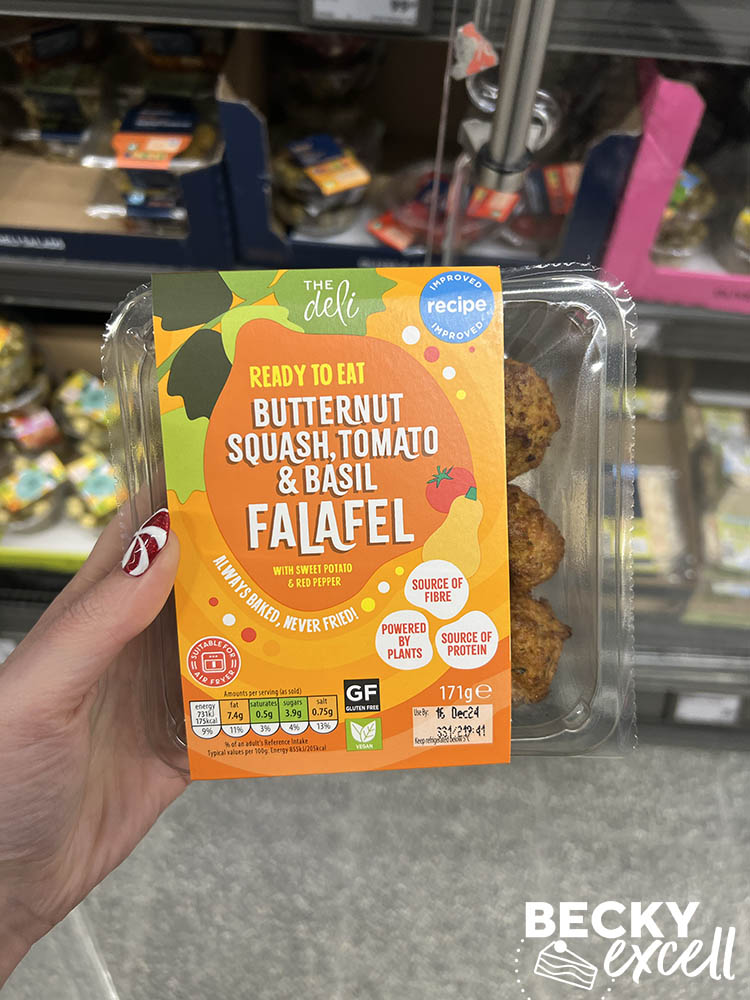 THE
deli
IMPROVED
recipe
IMPROVED
READY TO EAT
BUTTERNUT
SQUASH, TOMATO
& BASIL
FALAFEL
WITH SWEET POTATO
& RED PEPPER
ALWAYS BAKED, NEVER FRIED!
SOURCE OF
FIBRE
POWERED
BY
PLANTS
SOURCE OF
PROTEIN
SUITABLE FOR
AIR FRYER
Amounts per serving (as sold)
energy
731kJ
175kcal
9%
fat
7.4g
11%
saturates
0.5g
3%
sugars
3.9g
4%
salt
0.75g
13%
% of an adult's Reference Intake
Typical values per 100g: Energy 855kJ/205kcal
GF
GLUTEN FREE
VEGAN
171g e
Use By: 16 Dec24
Keep refrigerated below 5°C
BECKY
excell